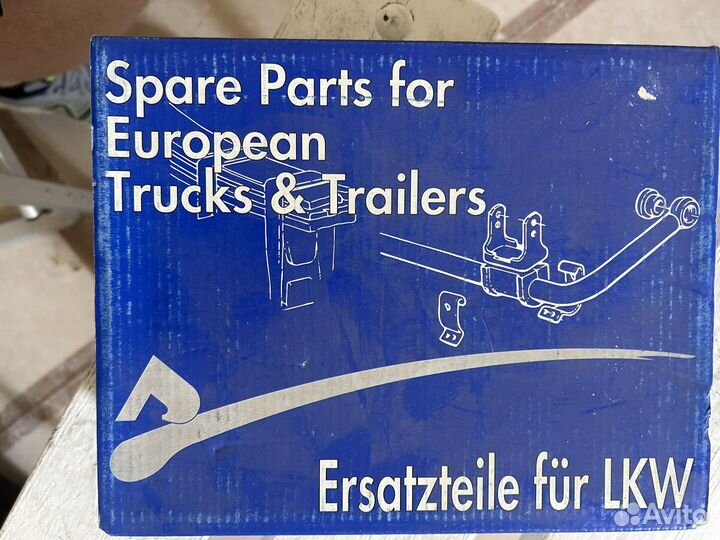 Spare Parts for
European
Trucks & Trailers
Ersatzteile für LKW
Avito